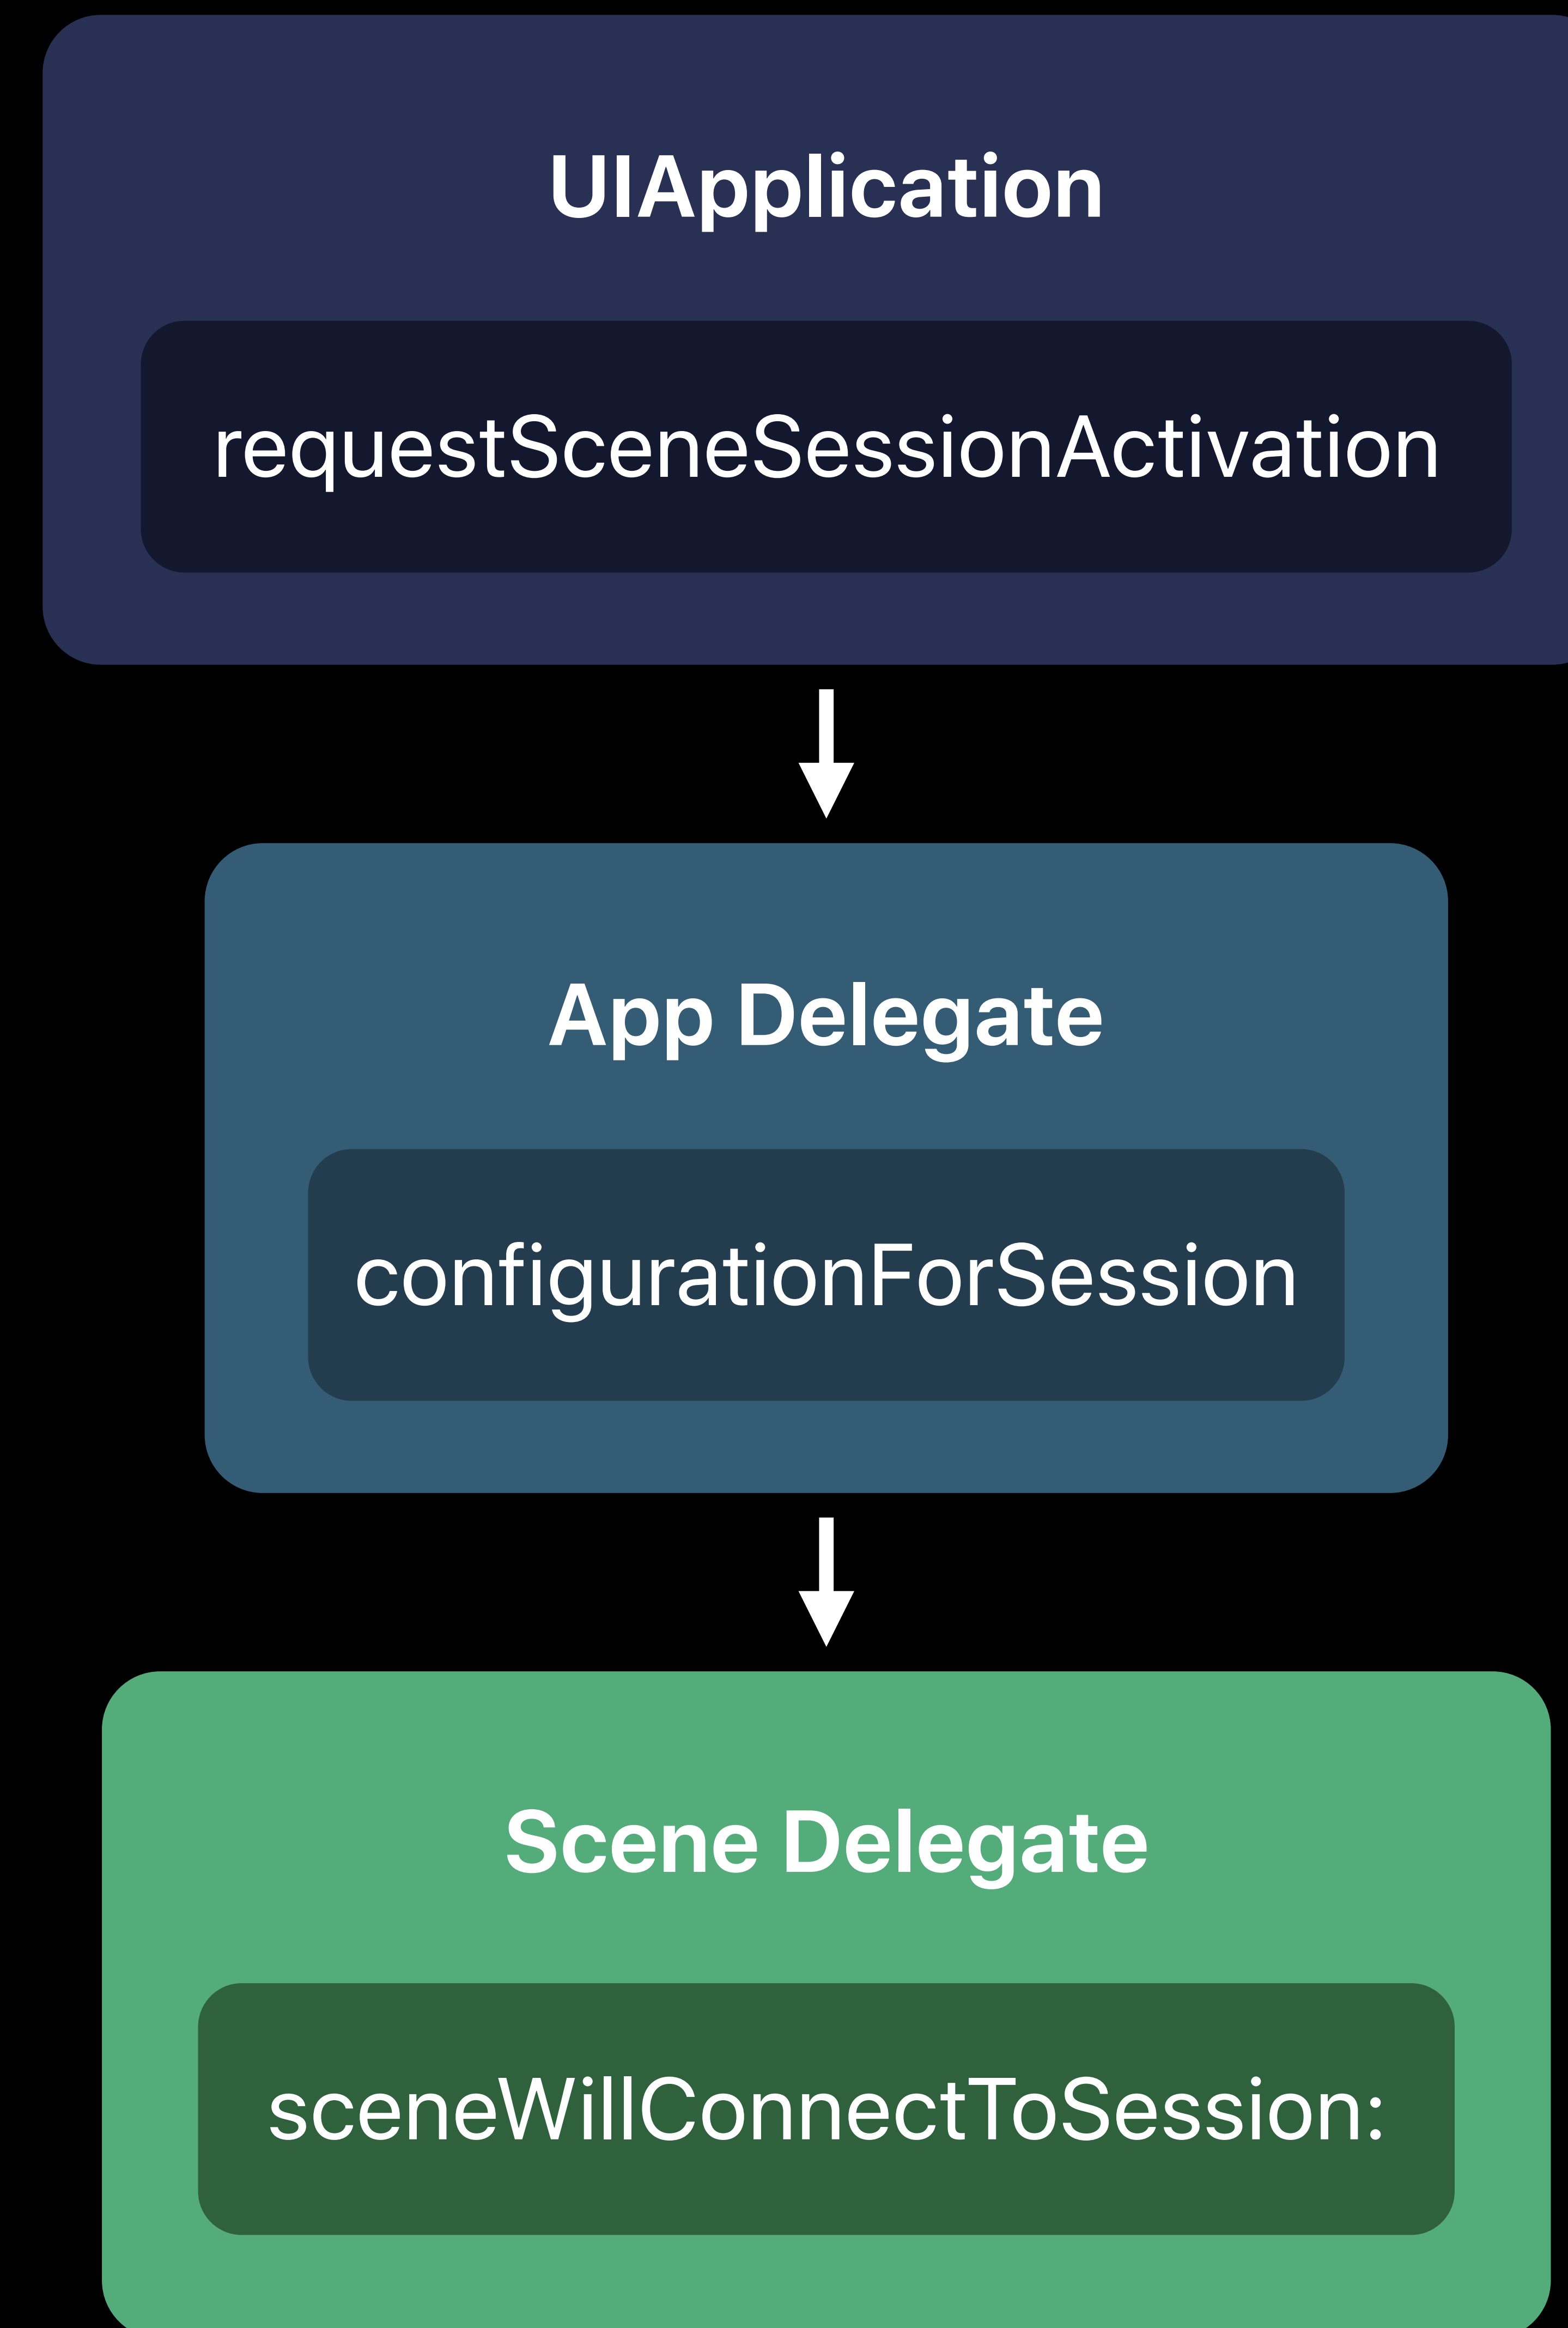 UIApplication
requestSceneSessionActivation
App Delegate
configurationForSession
Scene Delegate
sceneWillConnectToSession: